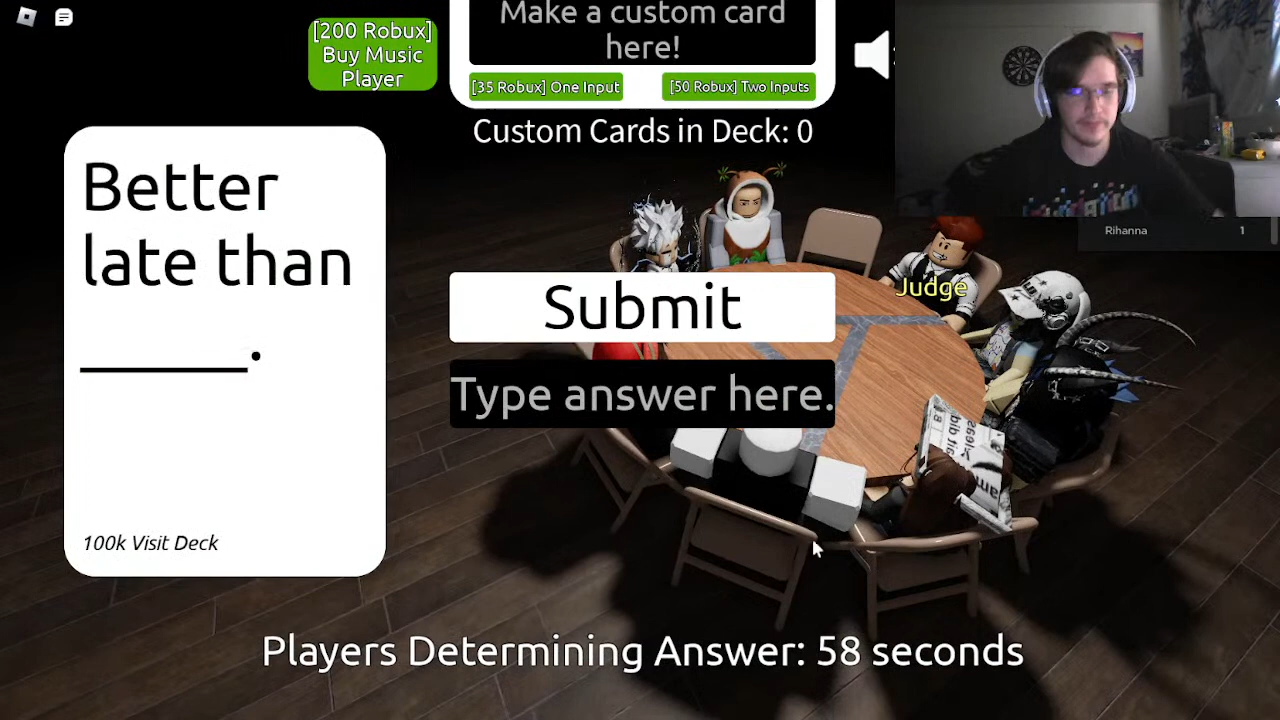 [200 Robux]
Buy Music
Player
Make a custom card
here!
[35 Robux] One Input
[50 Robux] Two Inputs
Custom Cards in Deck: 0
Rihanna 1
Better
late than
________.
100k Visit Deck
Judge
Submit
Type answer here.
Players Determining Answer: 58 seconds